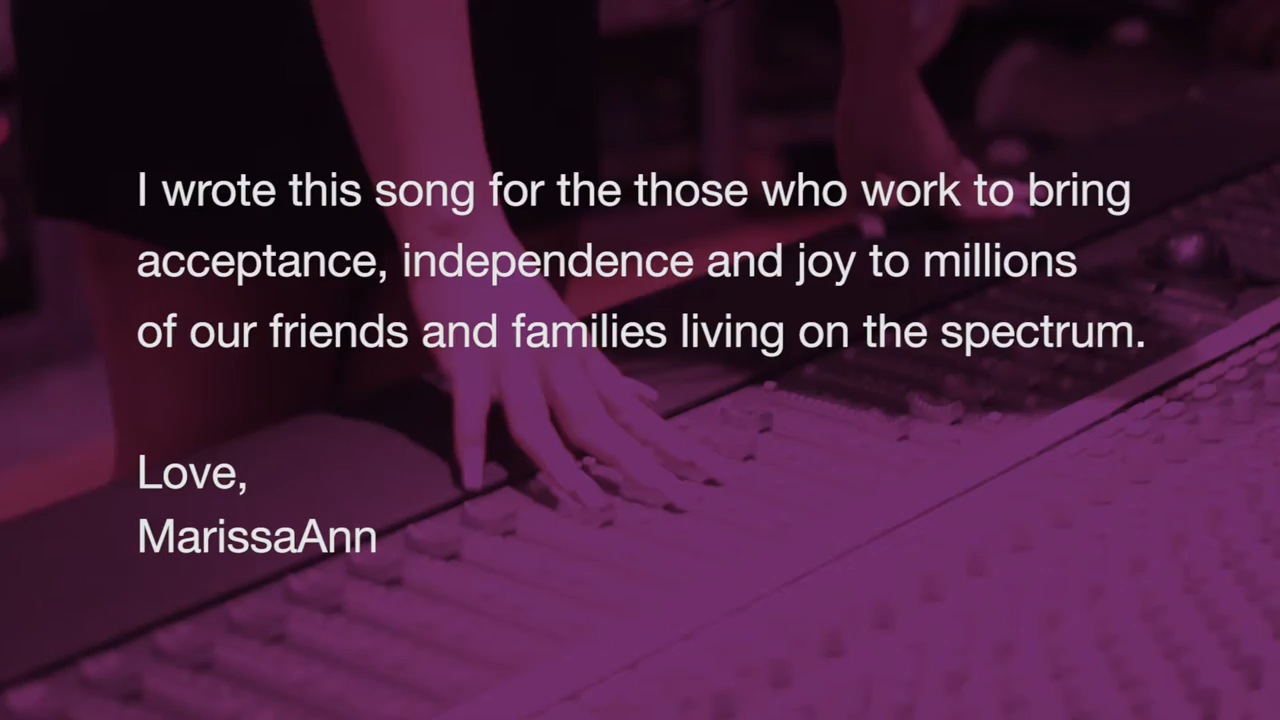 I wrote this song for the those who work to bring
acceptance, independence and joy to millions
of our friends and families living on the spectrum.
Love,
MarissaAnn